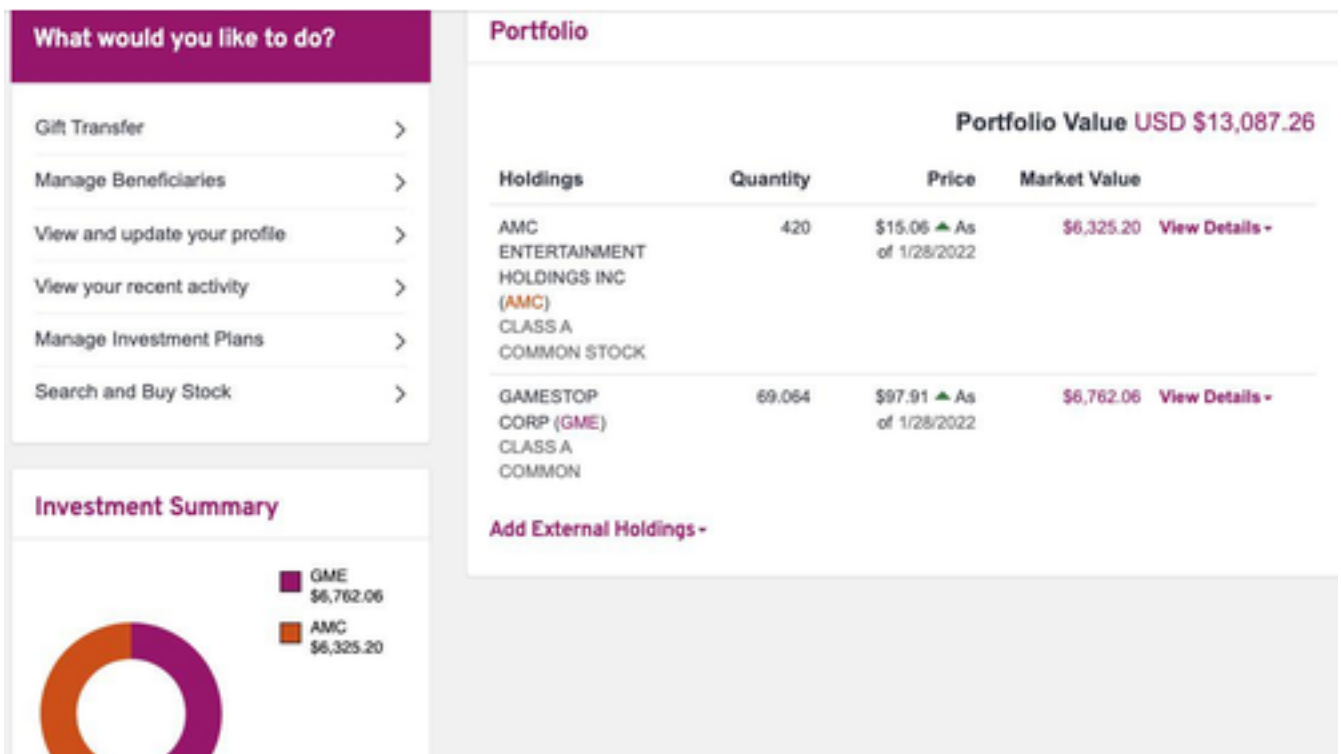 What would you like to do?
Gift Transfer
Manage Beneficiaries
View and update your profile
View your recent activity
Manage Investment Plans
Search and Buy Stock
Investment Summary
GME
$6,762.06
AMC
$6,325.20
Portfolio
Portfolio Value USD $13,087.26
Holdings Quantity Price Market Value
AMC 420 $15.06 As $6,325.20 View Details
ENTERTAINMENT of 1/28/2022
HOLDINGS INC
(AMC)
CLASS A
COMMON STOCK
GAMESTOP 69.064 $97.91 As $6,762.06 View Details
CORP (GME) of 1/28/2022
CLASS A
COMMON
Add External Holdings